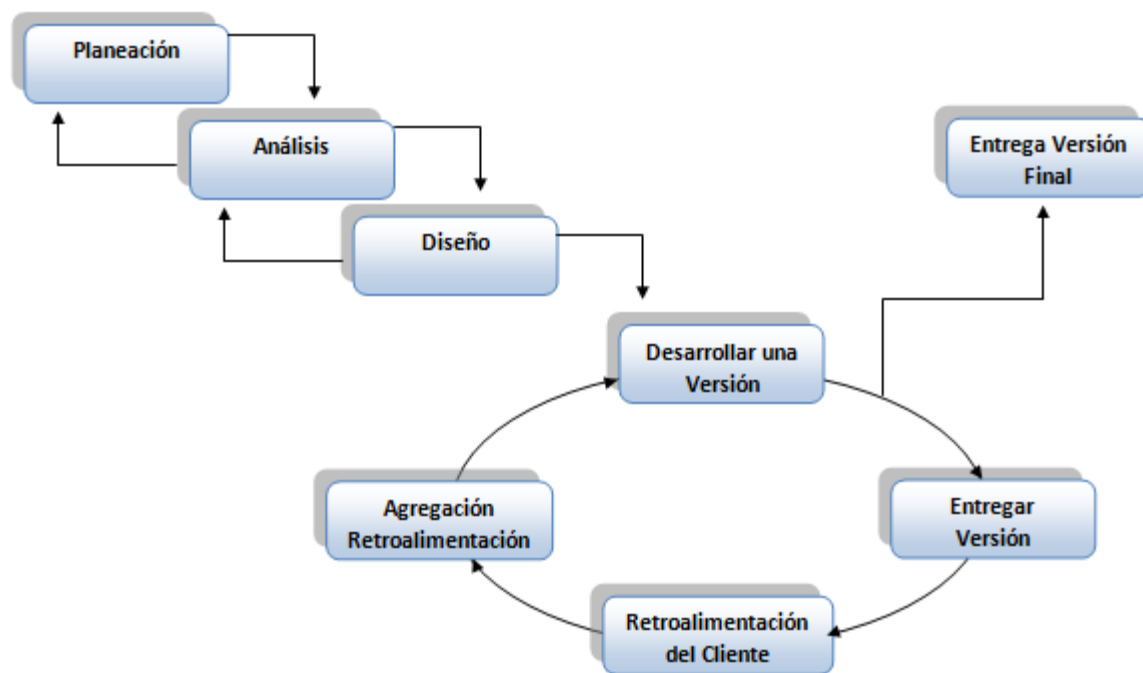 Planeación
Análisis
Entrega Versión
Final
Diseño
Desarrollar una
Versión
Agregación
Retroalimentación
Entregar
Versión
Retroalimentación
del Cliente